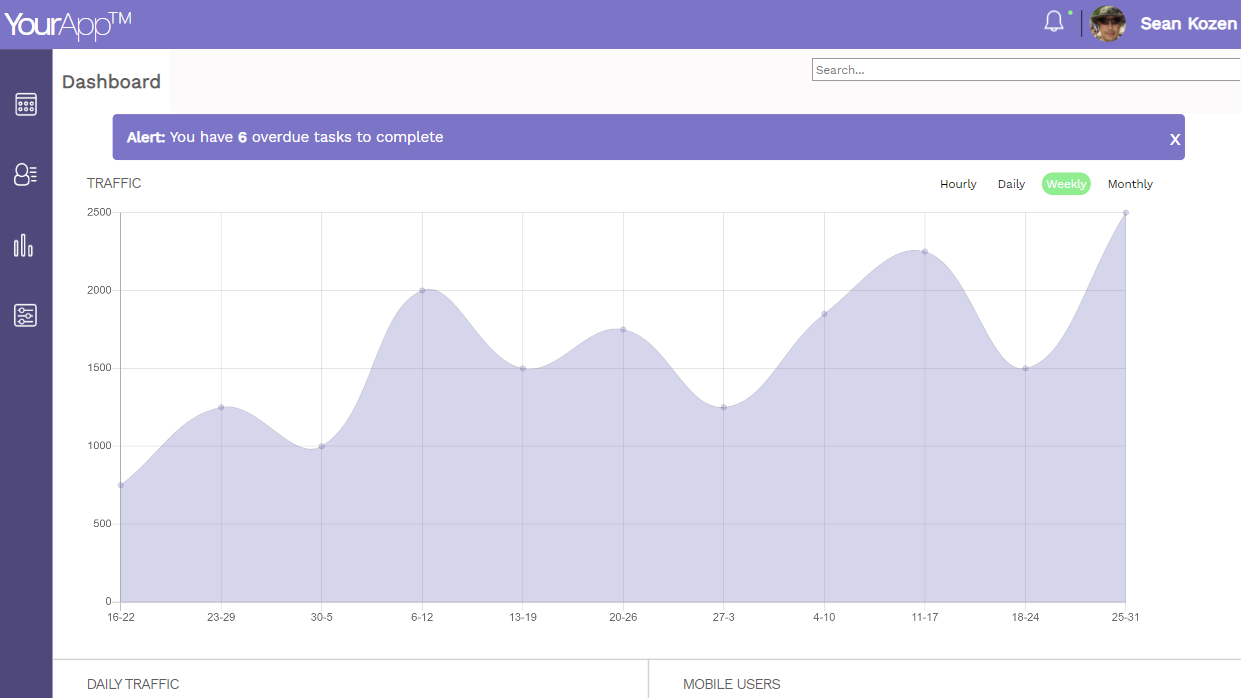 YourApp™
Sean Kozen
Dashboard
Search...
Alert: You have 6 overdue tasks to complete
X
TRAFFIC
Hourly Daily Weekly Monthly
2500
2000
1500
1000
500
0
16-22 23-29 30-5 6-12 13-19 20-26 27-3 4-10 11-17 18-24 25-31
DAILY TRAFFIC
MOBILE USERS